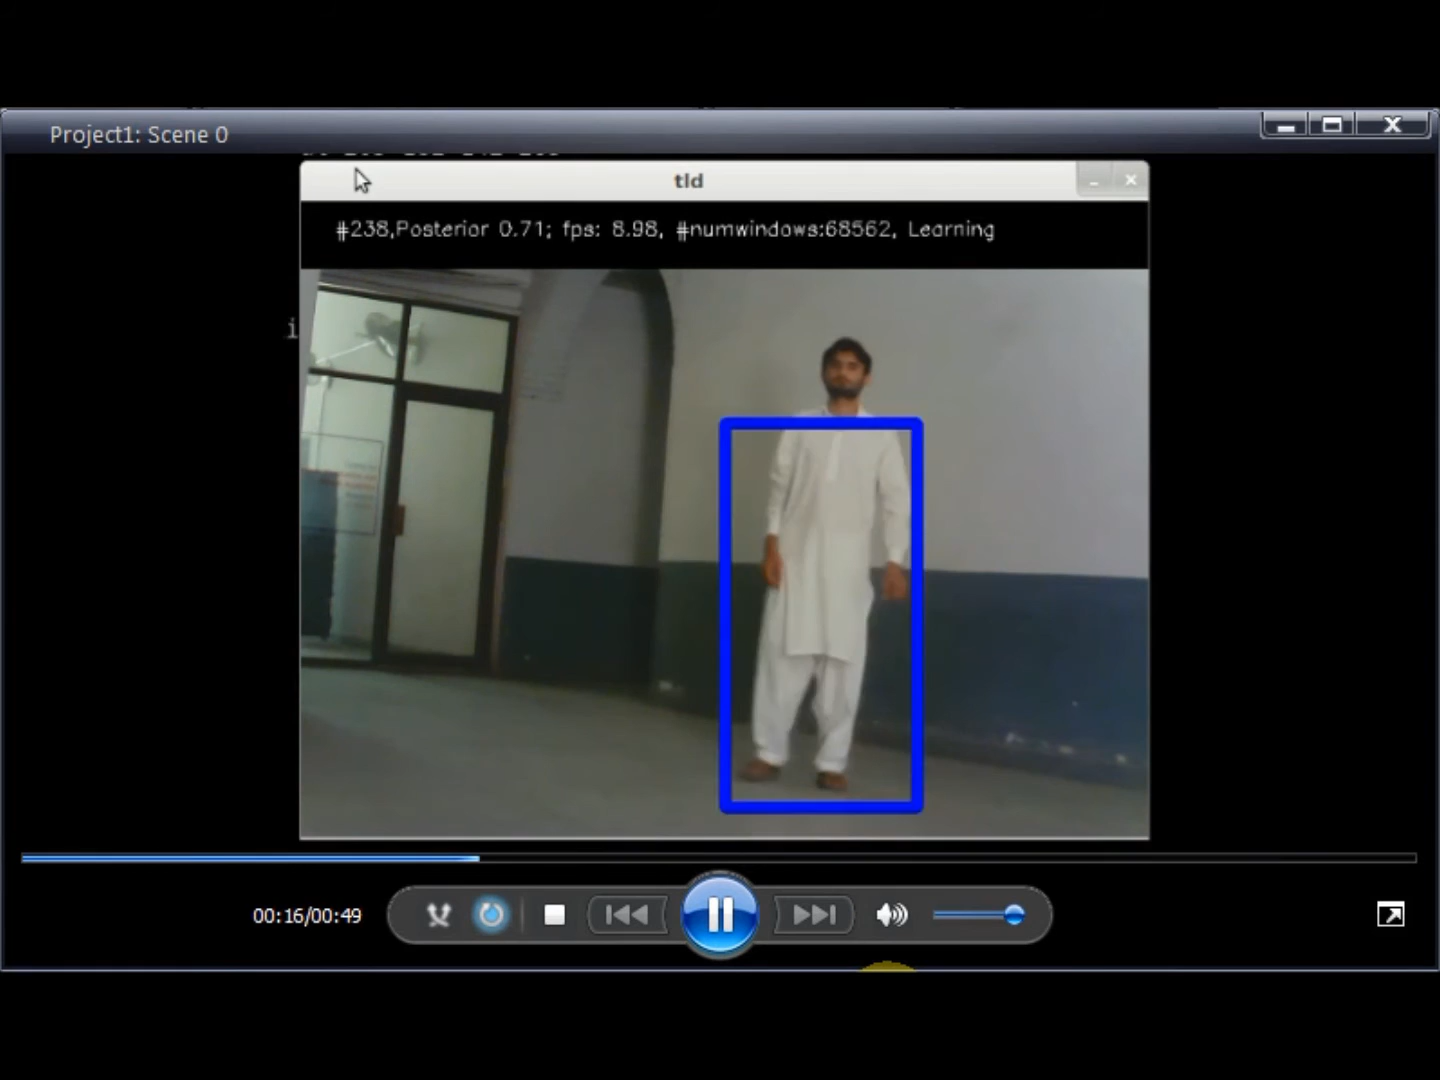 Project1: Scene 0
tld
#238,Posterior 0.71; fps: 8.98, #numwindows:68562, Learning
i
00:16/00:49